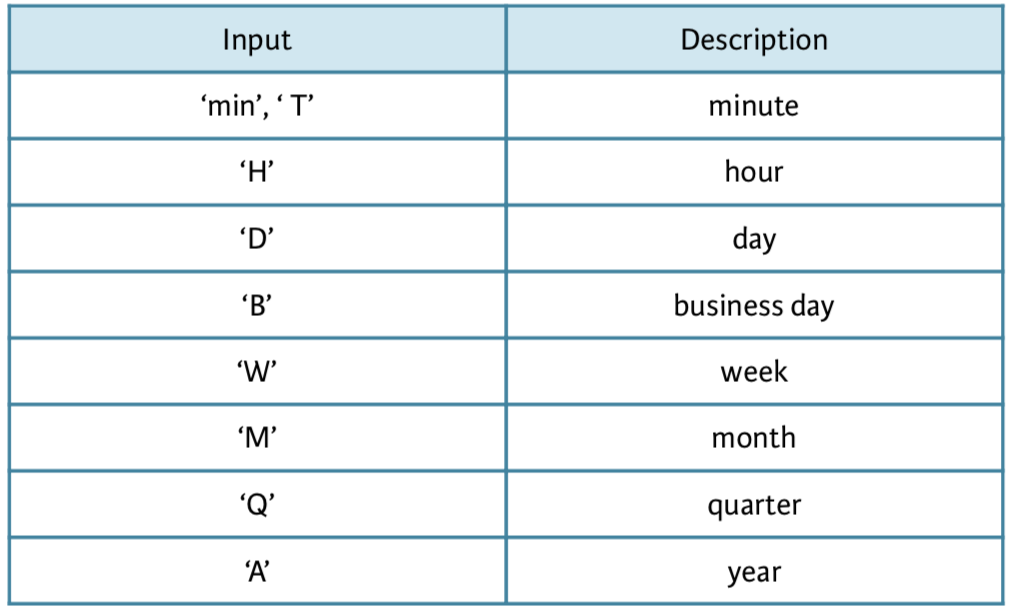 Input Description
‘min’, ‘ T’ minute
‘H’ hour
‘D’ day
‘B’ business day
‘W’ week
‘M’ month
‘Q’ quarter
‘A’ year